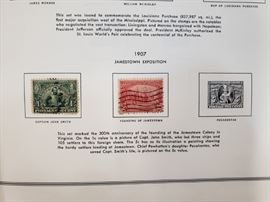 JAMES MONROE
WILLIAM McKINLEY
MAP OF LOUISIANA PURCHASE
This set was issued to commemorate the Louisiana Purchase (827,987 sq. mi.), the
first major acquisition west of the Mississippi. Pictured on the stamps are the notables
who negotiated the vast transaction. Livingston and Monroe bargained with Napoleon;
President Jefferson officially approved the deal. President McKinley authorized the
St. Louis World's Fair celebrating the centennial of the Purchase.
1907
JAMESTOWN EXPOSITION
CAPTAIN JOHN SMITH
FOUNDING OF JAMESTOWN
POCAHONTAS
This set marked the 300th anniversary of the founding of the Jamestown Colony in
Virginia. On the 1c value is a picture of Capt. John Smith, who led three ships and
105 settlers to this foreign shore. The 2c has as its illustration a painting showing
the hardy settlers landing at Jamestown. Chief Powhattan's daughter Pocahontas, who
saved Capt. Smith's life, is pictured on the 5c value.